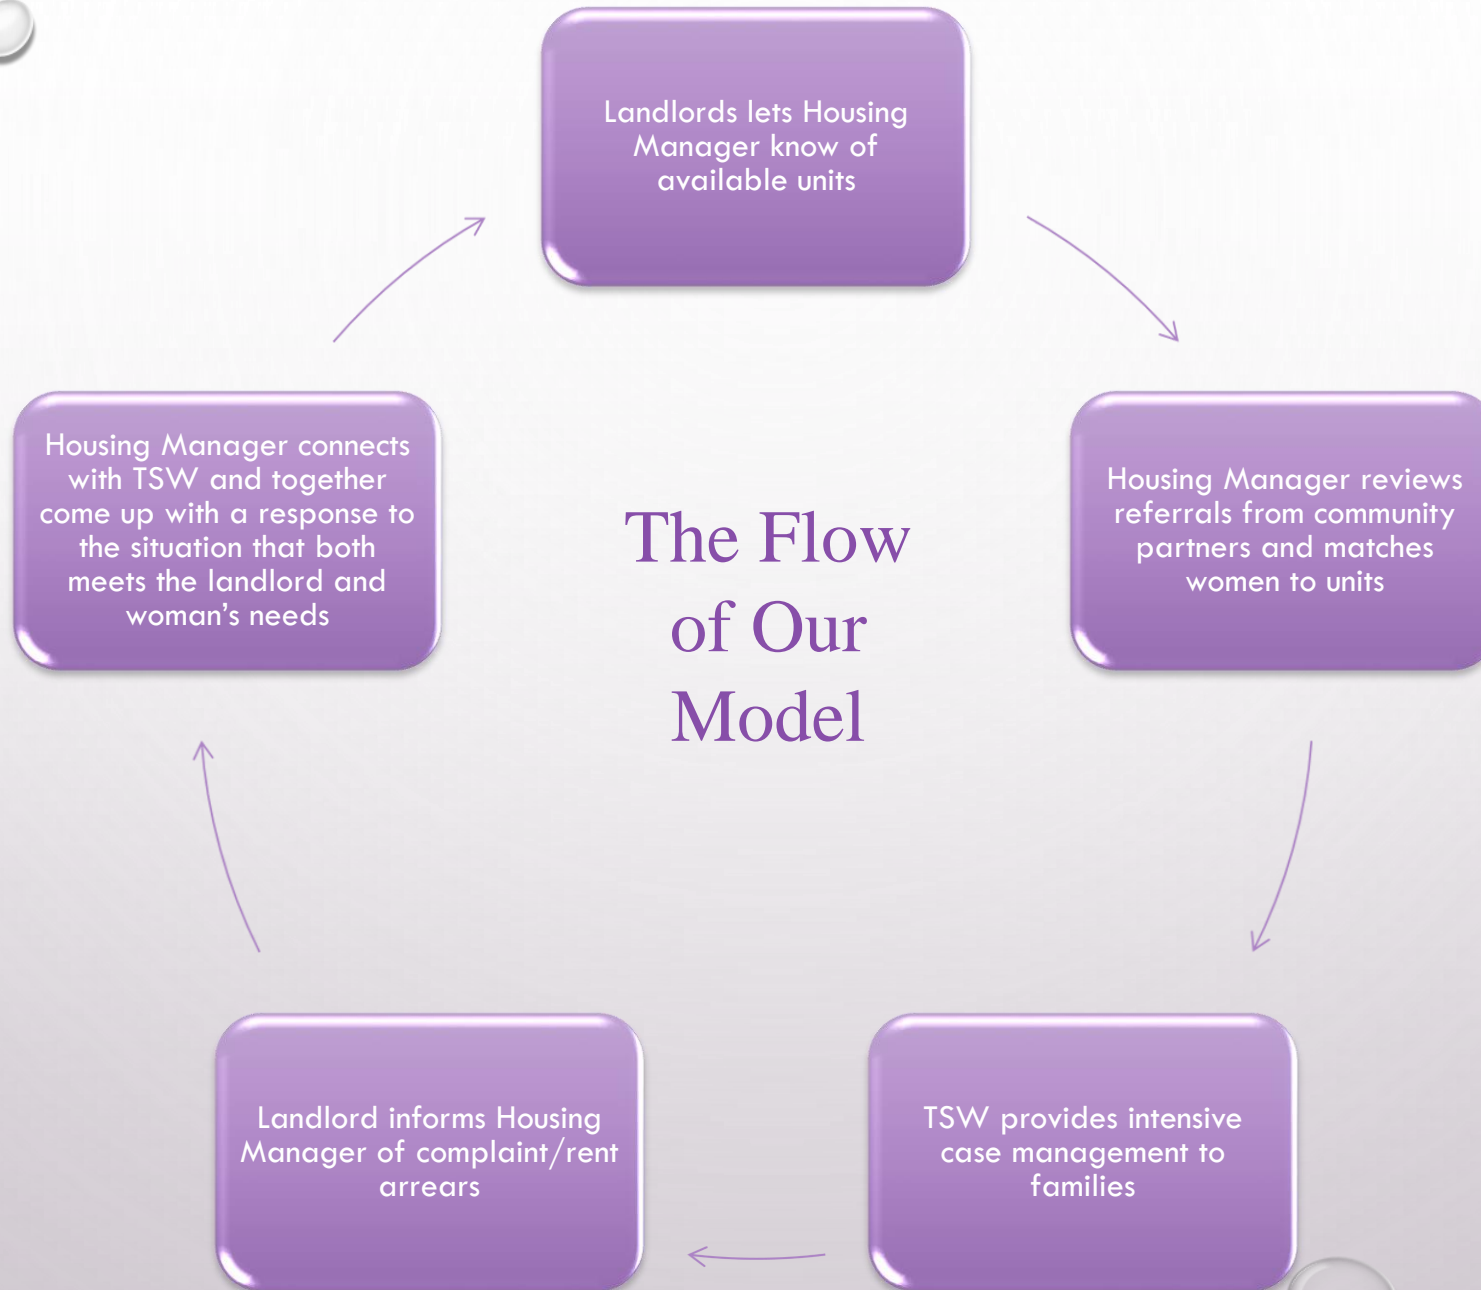 Landlords lets Housing
Manager know of
available units
Housing Manager reviews
referrals from community
partners and matches
women to units
TSW provides intensive
case management to
families
Landlord informs Housing
Manager of complaint/rent
arrears
Housing Manager connects
with TSW and together
come up with a response to
the situation that both
meets the landlord and
woman’s needs
The Flow
of Our
Model